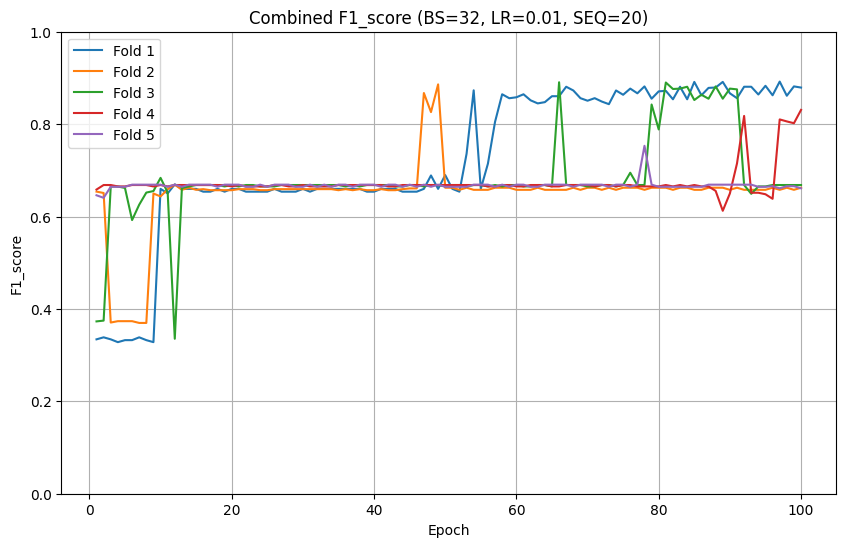 Combined F1_score (BS=32, LR=0.01, SEQ=20)
Fold 1
Fold 2
Fold 3
Fold 4
Fold 5
F1_score
1.0
0.8
0.6
0.4
0.2
0.0
0 20 40 60 80 100
Epoch